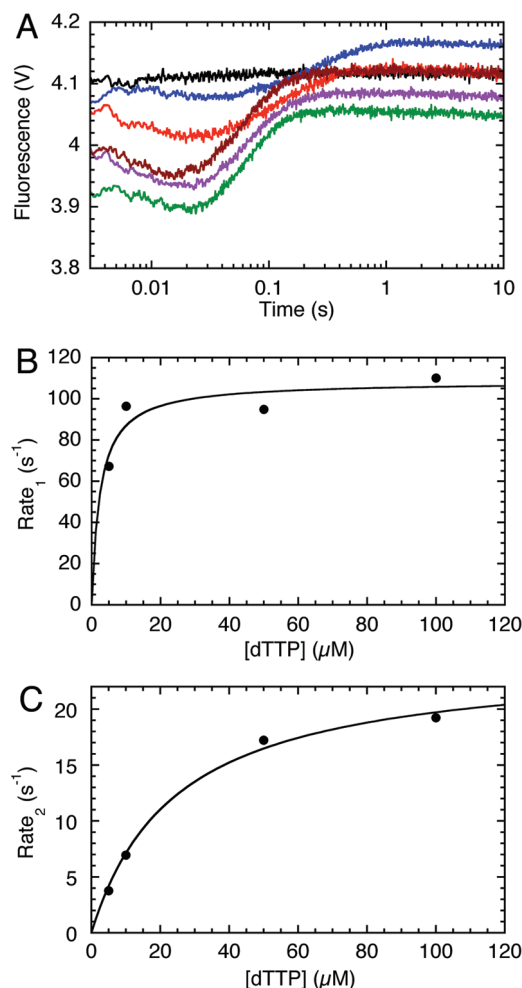 A
4.2
4.1
4
3.9
3.8
Fluorescence (V)
0.01 0.1 1 10
Time (s)
B
120
100
80
60
40
20
0
Rate1 (s-1)
0 20 40 60 80 100 120
[dTTP] (µM)
C
20
15
10
5
0
Rate2 (s-1)
0 20 40 60 80 100 120
[dTTP] (µM)